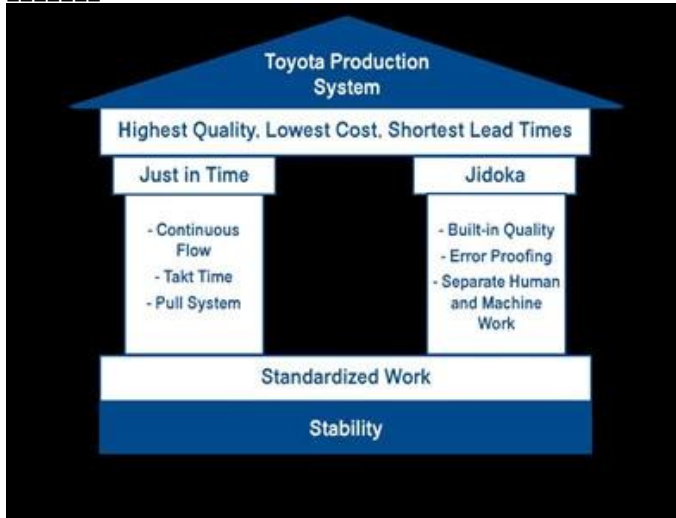 Toyota Production
System
Highest Quality, Lowest Cost, Shortest Lead Times
Just in Time
- Continuous
Flow
- Takt Time
- Pull System
Jidoka
- Built-in Quality
- Error Proofing
- Separate Human
and Machine
Work
Standardized Work
Stability